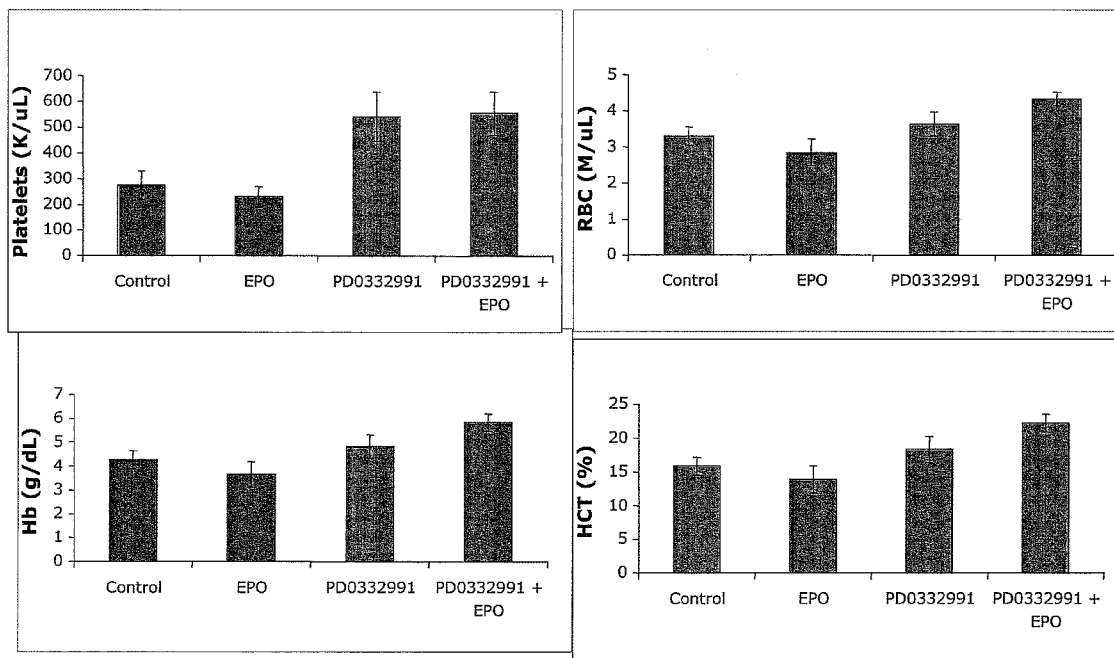 Platelets (K/uL)
700
600
500
400
300
200
100
0
Control
EPO
PD0332991
PD0332991 +
EPO
RBC (M/uL)
5
4
3
2
1
0
Control
EPO
PD0332991
PD0332991 +
EPO
Hb (g/dL)
7
6
5
4
3
2
1
0
Control
EPO
PD0332991
PD0332991 +
EPO
HCT (%)
25
20
15
10
5
0
Control
EPO
PD0332991
PD0332991 +
EPO